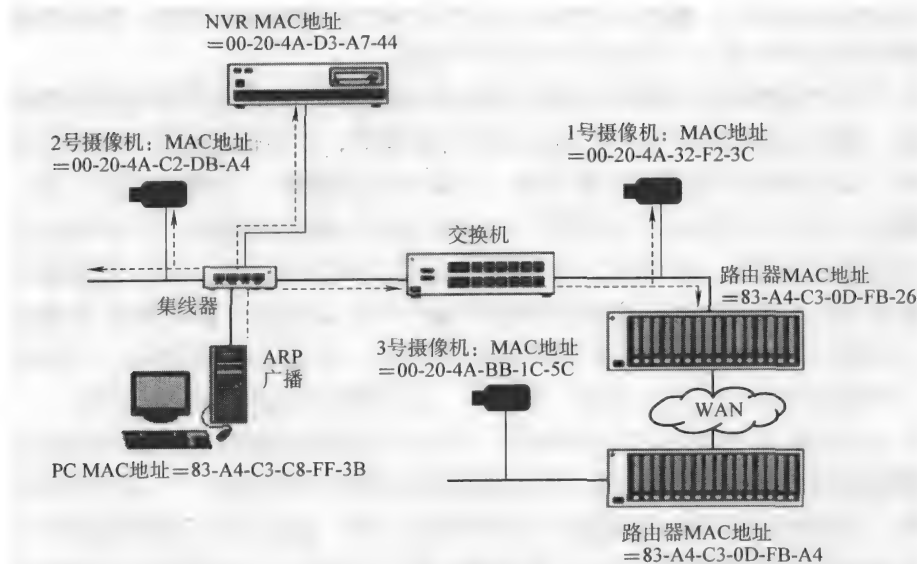 NVR MAC地址
=00-20-4A-D3-A7-44
2号摄像机：MAC地址
=00-20-4A-C2-DB-A4
1号摄像机：MAC地址
=00-20-4A-32-F2-3C
交换机
集线器
路由器MAC地址
=83-A4-C3-0D-FB-26
3号摄像机：MAC地址
=00-20-4A-BB-1C-5C
ARP
广播
WAN
PC MAC地址=83-A4-C3-C8-FF-3B
路由器MAC地址
=83-A4-C3-0D-FB-A4